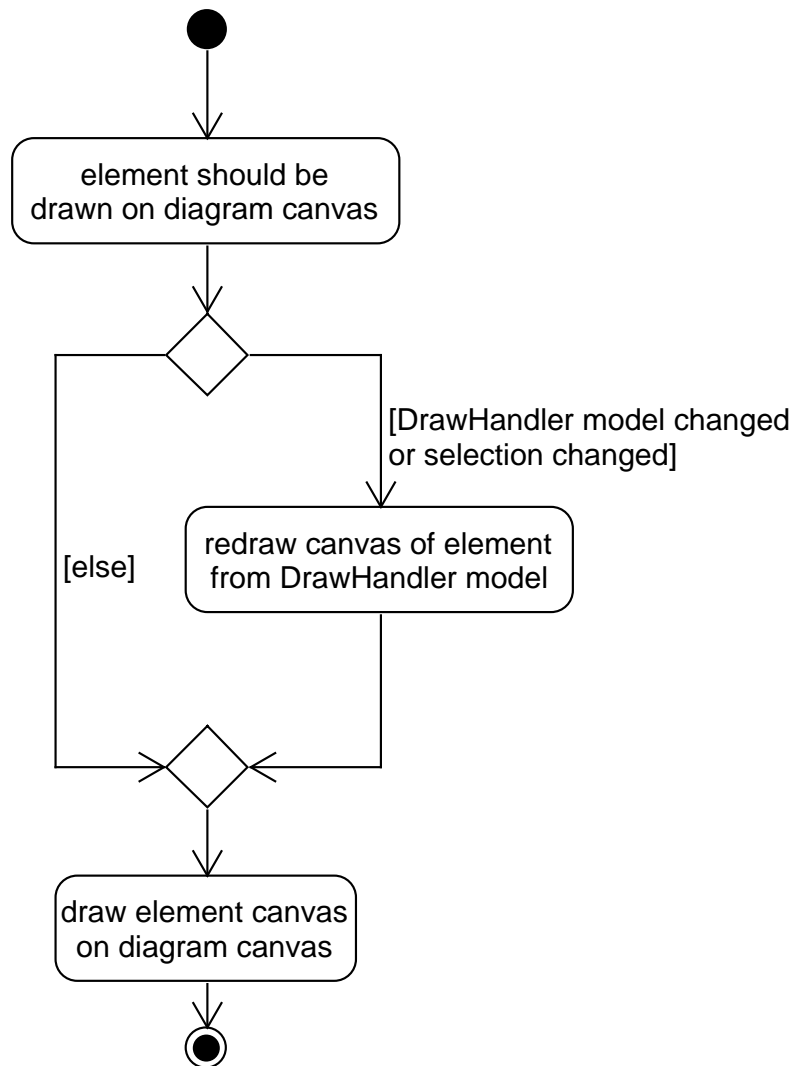 element should be
drawn on diagram canvas
[DrawHandler model changed
or selection changed]
redraw canvas of element
from DrawHandler model
[else]
draw element canvas
on diagram canvas